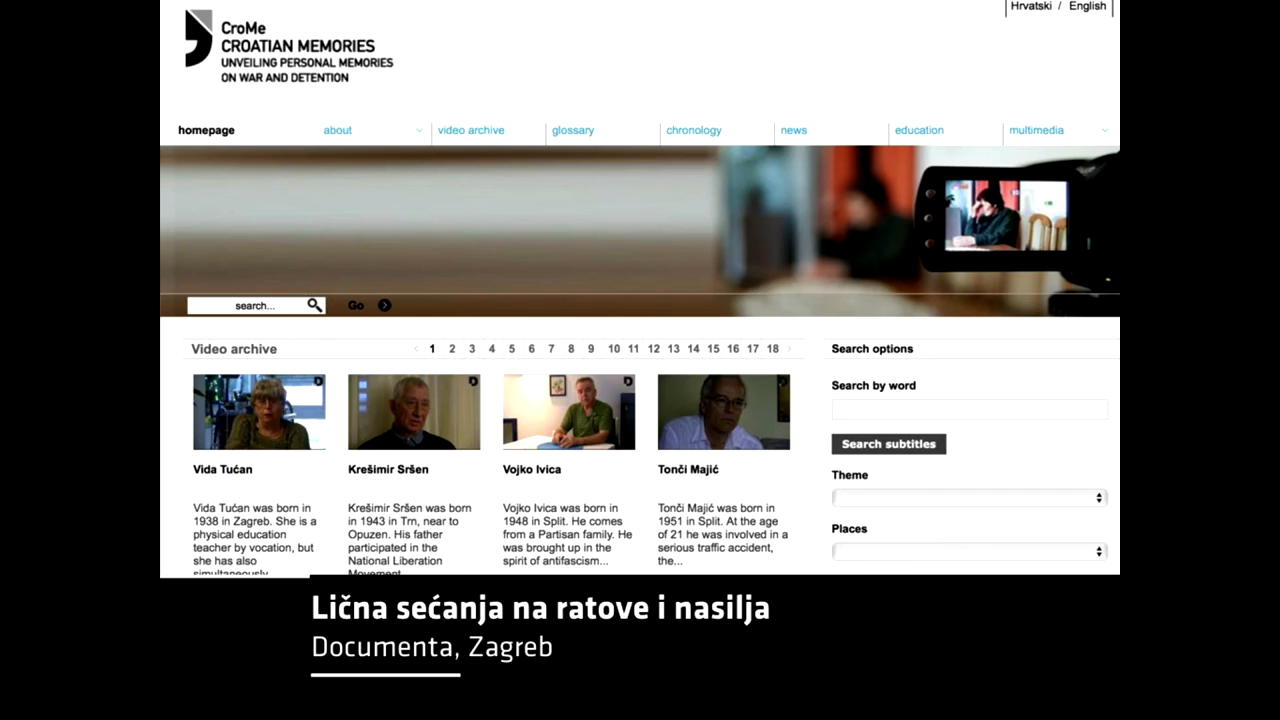 Hrvatski / English
CroMe
CROATIAN MEMORIES
UNVEILING PERSONAL MEMORIES
ON WAR AND DETENTION
homepage about video archive glossary chronology news education multimedia
search... Go
Video archive 1 2 3 4 5 6 7 8 9 10 11 12 13 14 15 16 17 18
Vida Tućan
Vida Tućan was born in
1938 in Zagreb. She is a
physical education
teacher by vocation, but
she has also
simultaneously
Krešimir Sršen
Krešimir Sršen was born
in 1943 in Trn, near to
Opuzen. His father
participated in the
National Liberation
Movement
Vojko Ivica
Vojko Ivica was born in
1948 in Split. He comes
from a Partisan family. He
was brought up in the
spirit of antifascism...
Tonči Majić
Tonči Majić was born in
1951 in Split. At the age
of 21 he was involved in a
serious traffic accident,
the...
Search options
Search by word
Search subtitles
Theme
Places
Lična sećanja na ratove i nasilja
Documenta, Zagreb